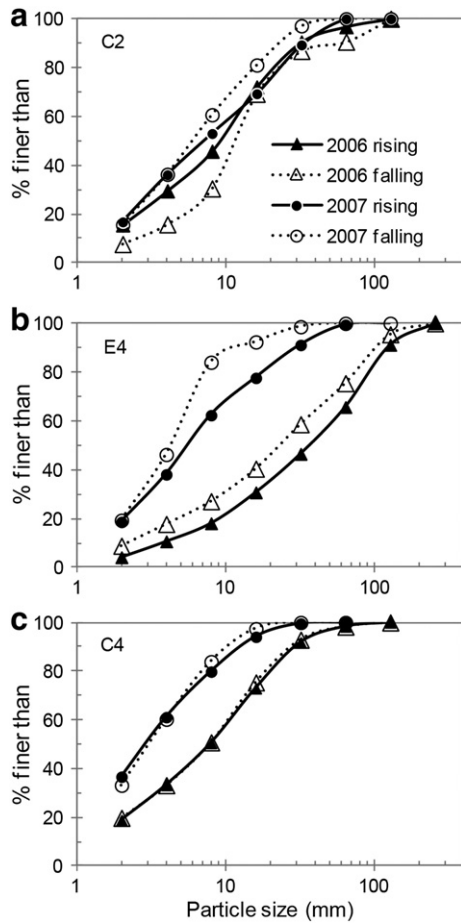 a
C2
% finer than
100
80
60
40
20
0
1
10
100
2006 rising
2006 falling
2007 rising
2007 falling
b
E4
% finer than
100
80
60
40
20
0
1
10
100
c
C4
% finer than
100
80
60
40
20
0
1
10
100
Particle size (mm)